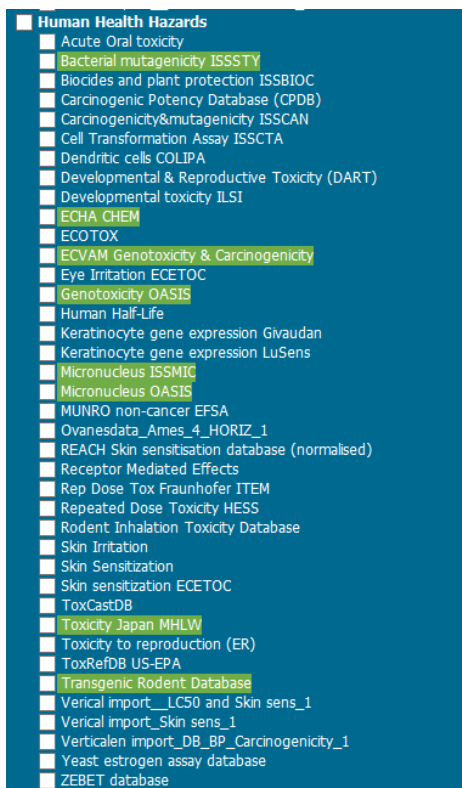 Human Health Hazards
Acute Oral toxicity
Bacterial mutagenicity ISSSTY
Biocides and plant protection ISSBIOC
Carcinogenic Potency Database (CPDB)
Carcinogenicity&mutagenicity ISSCAN
Cell Transformation Assay ISSCTA
Dendritic cells COLIPA
Developmental & Reproductive Toxicity (DART)
Developmental toxicity ILSI
ECHA CHEM
ECOTOX
ECVAM Genotoxicity & Carcinogenicity
Eye Irritation ECETOC
Genotoxicity OASIS
Human Half-Life
Keratinocyte gene expression Givaudan
Keratinocyte gene expression LuSens
Micronucleus ISSMIC
Micronucleus OASIS
MUNRO non-cancer EFSA
Ovanesdata_Ames_4_HORIZ_1
REACH Skin sensitisation database (normalised)
Receptor Mediated Effects
Rep Dose Tox Fraunhofer ITEM
Repeated Dose Toxicity HESS
Rodent Inhalation Toxicity Database
Skin Irritation
Skin Sensitization
Skin sensitization ECETOC
ToxCastDB
Toxicity Japan MHLW
Toxicity to reproduction (ER)
ToxRefDB US-EPA
Transgenic Rodent Database
Verical import__LC50 and Skin sens_1
Verical import_Skin sens_1
Verticalen import_DB_BP_Carcinogenicity_1
Yeast estrogen assay database
ZEBET database